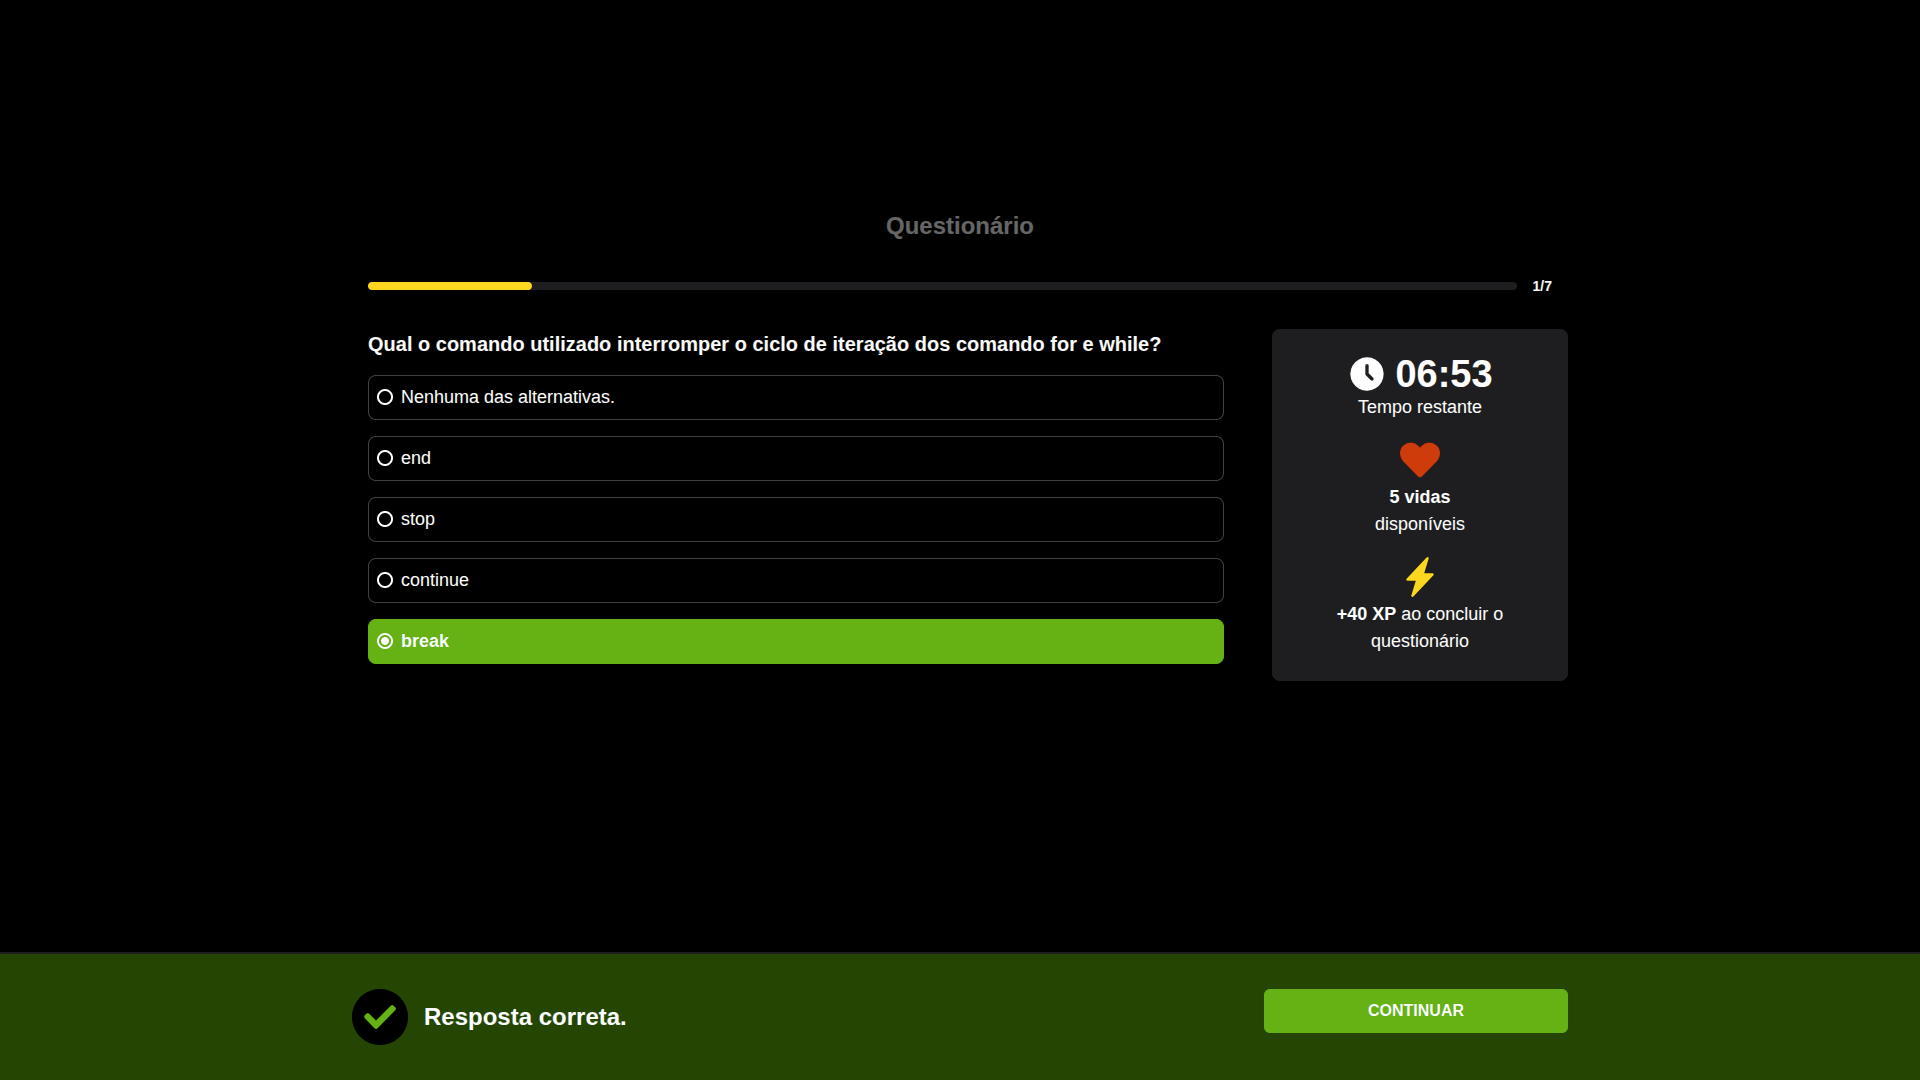 Questionário
1/7
Qual o comando utilizado interromper o ciclo de iteração dos comando for e while?
Nenhuma das alternativas.
end
stop
continue
break
06:53
Tempo restante
5 vidas
disponíveis
+40 XP ao concluir o
questionário
Resposta correta.
CONTINUAR